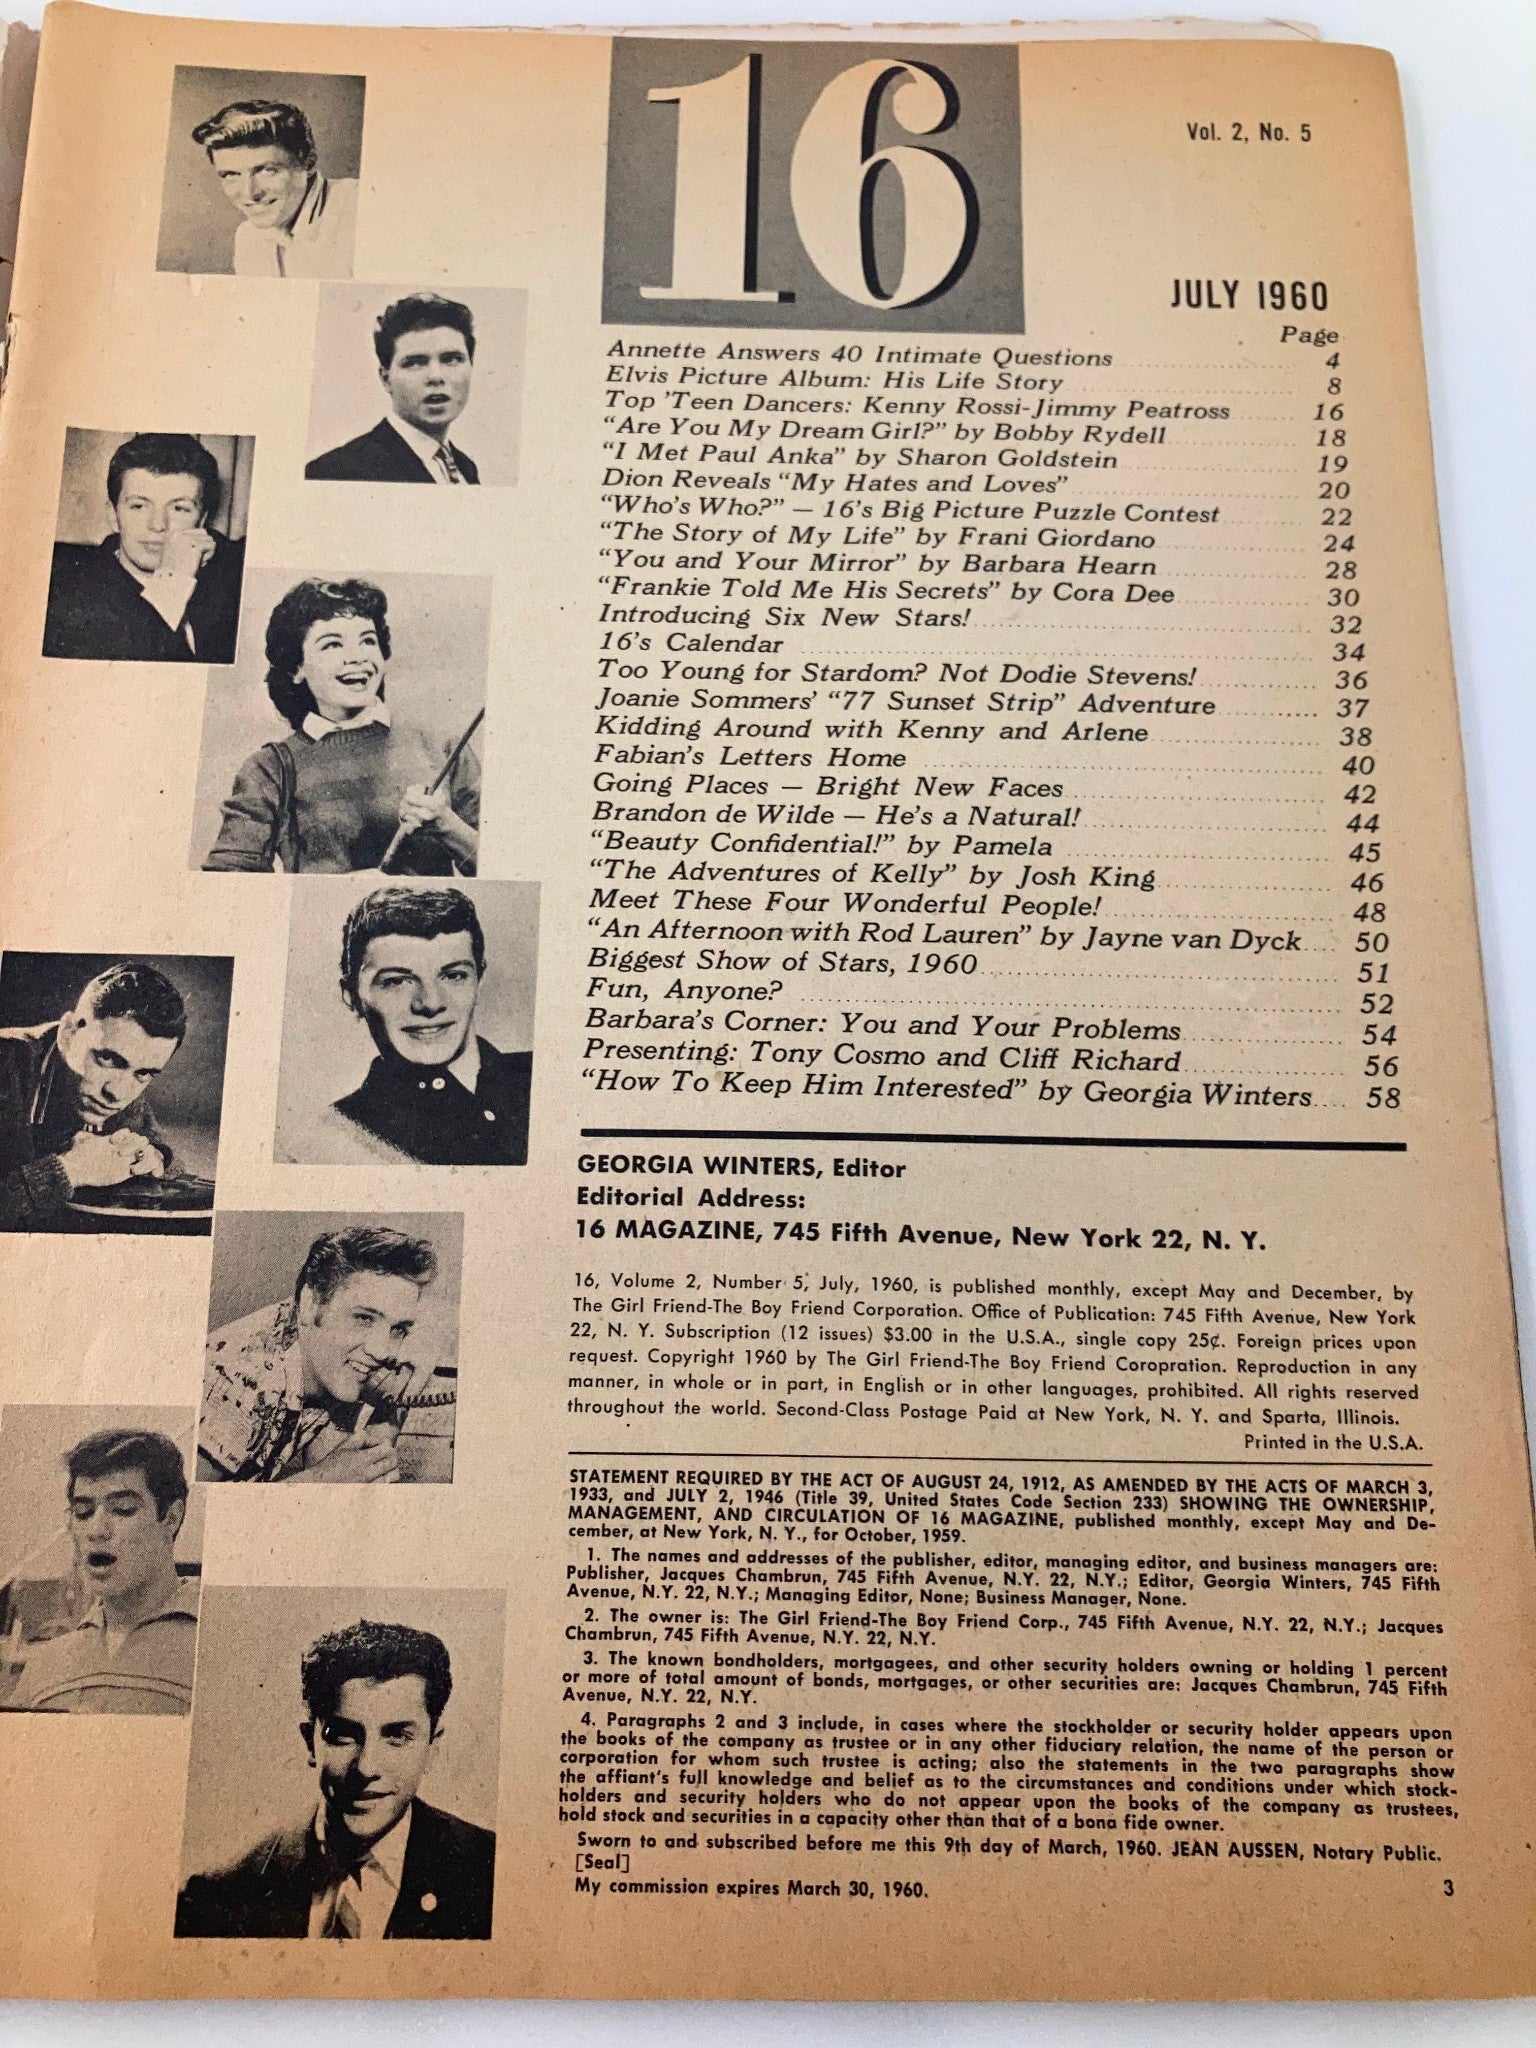 16
Vol. 2, No. 5
JULY 1960
Page
Annette Answers 40 Intimate Questions 4
Elvis Picture Album: His Life Story 8
Top 'Teen Dancers: Kenny Rossi-Jimmy Peatross 16
“Are You My Dream Girl?” by Bobby Rydell 18
“I Met Paul Anka” by Sharon Goldstein 19
Dion Reveals “My Hates and Loves” 20
“Who's Who?” — 16's Big Picture Puzzle Contest 22
“The Story of My Life” by Frani Giordano 24
“You and Your Mirror” by Barbara Hearn 28
“Frankie Told Me His Secrets” by Cora Dee 30
Introducing Six New Stars! 32
16's Calendar 34
Too Young for Stardom? Not Dodie Stevens! 36
Joanie Sommers' “77 Sunset Strip” Adventure 37
Kidding Around with Kenny and Arlene 38
Fabian's Letters Home 40
Going Places — Bright New Faces 42
Brandon de Wilde — He's a Natural! 44
“Beauty Confidential!” by Pamela 45
“The Adventures of Kelly” by Josh King 46
Meet These Four Wonderful People! 48
“An Afternoon with Rod Lauren” by Jayne van Dyck 50
Biggest Show of Stars, 1960 51
Fun, Anyone? 52
Barbara's Corner: You and Your Problems 54
Presenting: Tony Cosmo and Cliff Richard 56
“How To Keep Him Interested” by Georgia Winters 58
GEORGIA WINTERS, Editor
Editorial Address:
16 MAGAZINE, 745 Fifth Avenue, New York 22, N. Y.
16, Volume 2, Number 5, July, 1960, is published monthly, except May and December, by
The Girl Friend-The Boy Friend Corporation. Office of Publication: 745 Fifth Avenue, New York
22, N. Y. Subscription (12 issues) $3.00 in the U.S.A., single copy 25¢. Foreign prices upon
request. Copyright 1960 by The Girl Friend-The Boy Friend Coropration. Reproduction in any
manner, in whole or in part, in English or in other languages, prohibited. All rights reserved
throughout the world. Second-Class Postage Paid at New York, N. Y. and Sparta, Illinois.
Printed in the U.S.A.
STATEMENT REQUIRED BY THE ACT OF AUGUST 24, 1912, AS AMENDED BY THE ACTS OF MARCH 3,
1933, and JULY 2, 1946 (Title 39, United States Code Section 233) SHOWING THE OWNERSHIP,
MANAGEMENT, AND CIRCULATION OF 16 MAGAZINE, published monthly, except May and De-
cember, at New York, N. Y., for October, 1959.
1. The names and addresses of the publisher, editor, managing editor, and business managers are:
Publisher, Jacques Chambrun, 745 Fifth Avenue, N.Y. 22, N.Y.; Editor, Georgia Winters, 745 Fifth
Avenue, N.Y. 22, N.Y.; Managing Editor, None; Business Manager, None.
2. The owner is: The Girl Friend-The Boy Friend Corp., 745 Fifth Avenue, N.Y. 22, N.Y.; Jacques
Chambrun, 745 Fifth Avenue, N.Y. 22, N.Y.
3. The known bondholders, mortgagees, and other security holders owning or holding 1 percent
or more of total amount of bonds, mortgages, or other securities are: Jacques Chambrun, 745 Fifth
Avenue, N.Y. 22, N.Y.
4. Paragraphs 2 and 3 include, in cases where the stockholder or security holder appears upon
the books of the company as trustee or in any other fiduciary relation, the name of the person or
corporation for whom such trustee is acting; also the statements in the two paragraphs show
the affiant's full knowledge and belief as to the circumstances and conditions under which stock-
holders and security holders who do not appear upon the books of the company as trustees,
hold stock and securities in a capacity other than that of a bona fide owner.
Sworn to and subscribed before me this 9th day of March, 1960. JEAN AUSSEN, Notary Public.
[Seal]
My commission expires March 30, 1960.
3